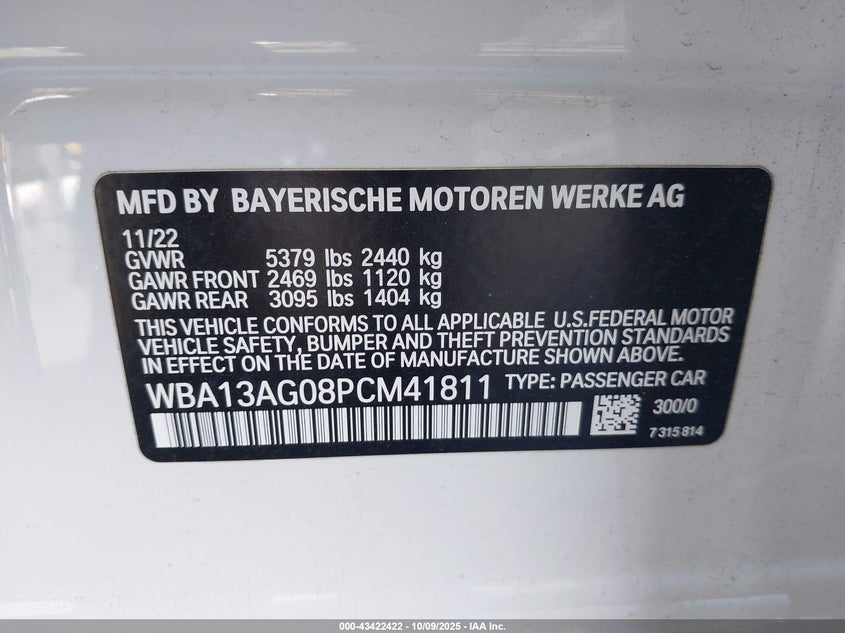 MFD BY BAYERISCHE MOTOREN WERKE AG
11/22
GVWR 5379 lbs 2440 kg
GAWR FRONT 2469 lbs 1120 kg
GAWR REAR 3095 lbs 1404 kg
THIS VEHICLE CONFORMS TO ALL APPLICABLE U.S.FEDERAL MOTOR
VEHICLE SAFETY, BUMPER AND THEFT PREVENTION STANDARDS
IN EFFECT ON THE DATE OF MANUFACTURE SHOWN ABOVE.
WBA13AG08PCM41811 TYPE: PASSENGER CAR
300/0
7315814
000-43422422 - 10/09/2025 - IAA Inc.